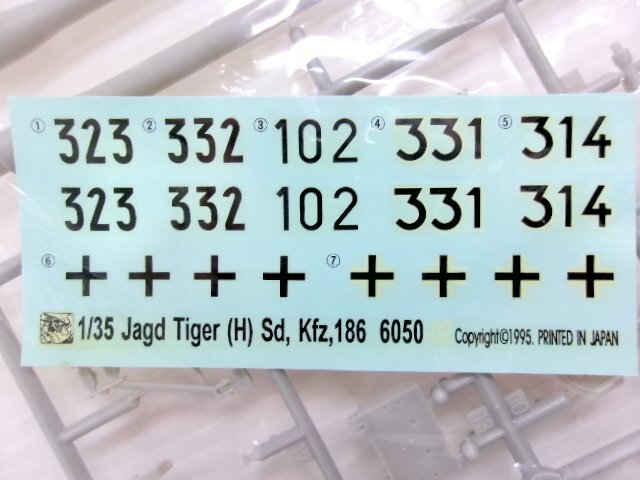 ① 323 ② 332 ③ 102 ④ 331 ⑤ 314
323 332 102 331 314
⑥ ⑦
1/35 Jagd Tiger (H) Sd, Kfz,186 6050-02 Copyright©1995. PRINTED IN JAPAN